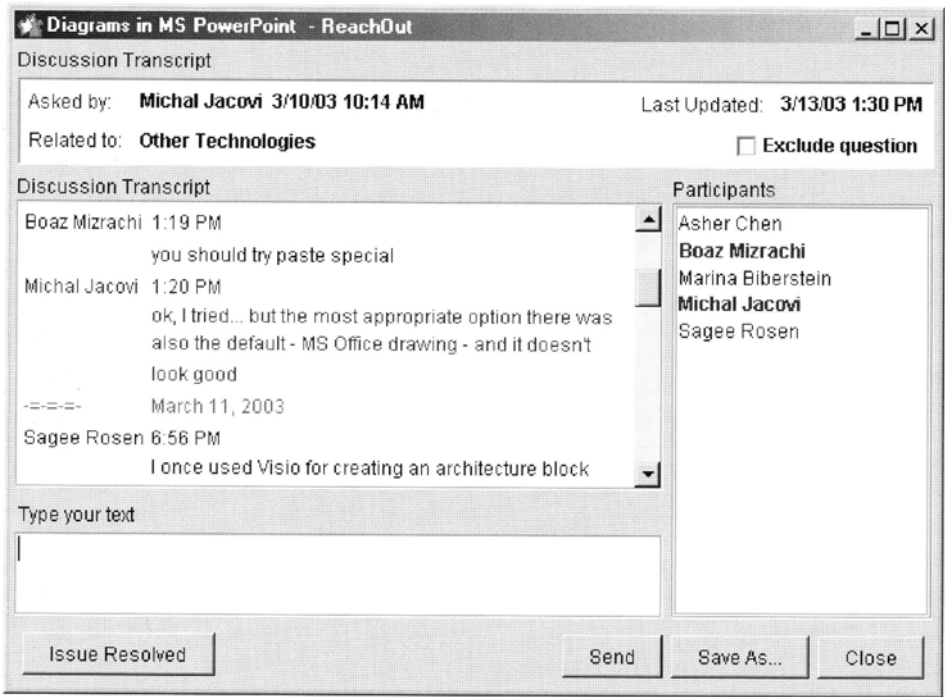 Diagrams in MS PowerPoint - ReachOut
Discussion Transcript
Asked by: Michal Jacovi 3/10/03 10:14 AM
Last Updated: 3/13/03 1:30 PM
Related to: Other Technologies
Exclude question
Discussion Transcript
Boaz Mizrachi 1:19 PM
you should try paste special
Michal Jacovi 1:20 PM
ok, I tried... but the most appropriate option there was
also the default - MS Office drawing - and it doesn't
look good
-=-=-=- March 11, 2003
Sagee Rosen 6:56 PM
I once used Visio for creating an architecture block
Participants
Asher Chen
Boaz Mizrachi
Marina Biberstein
Michal Jacovi
Sagee Rosen
Type your text
Issue Resolved
Send
Save As...
Close